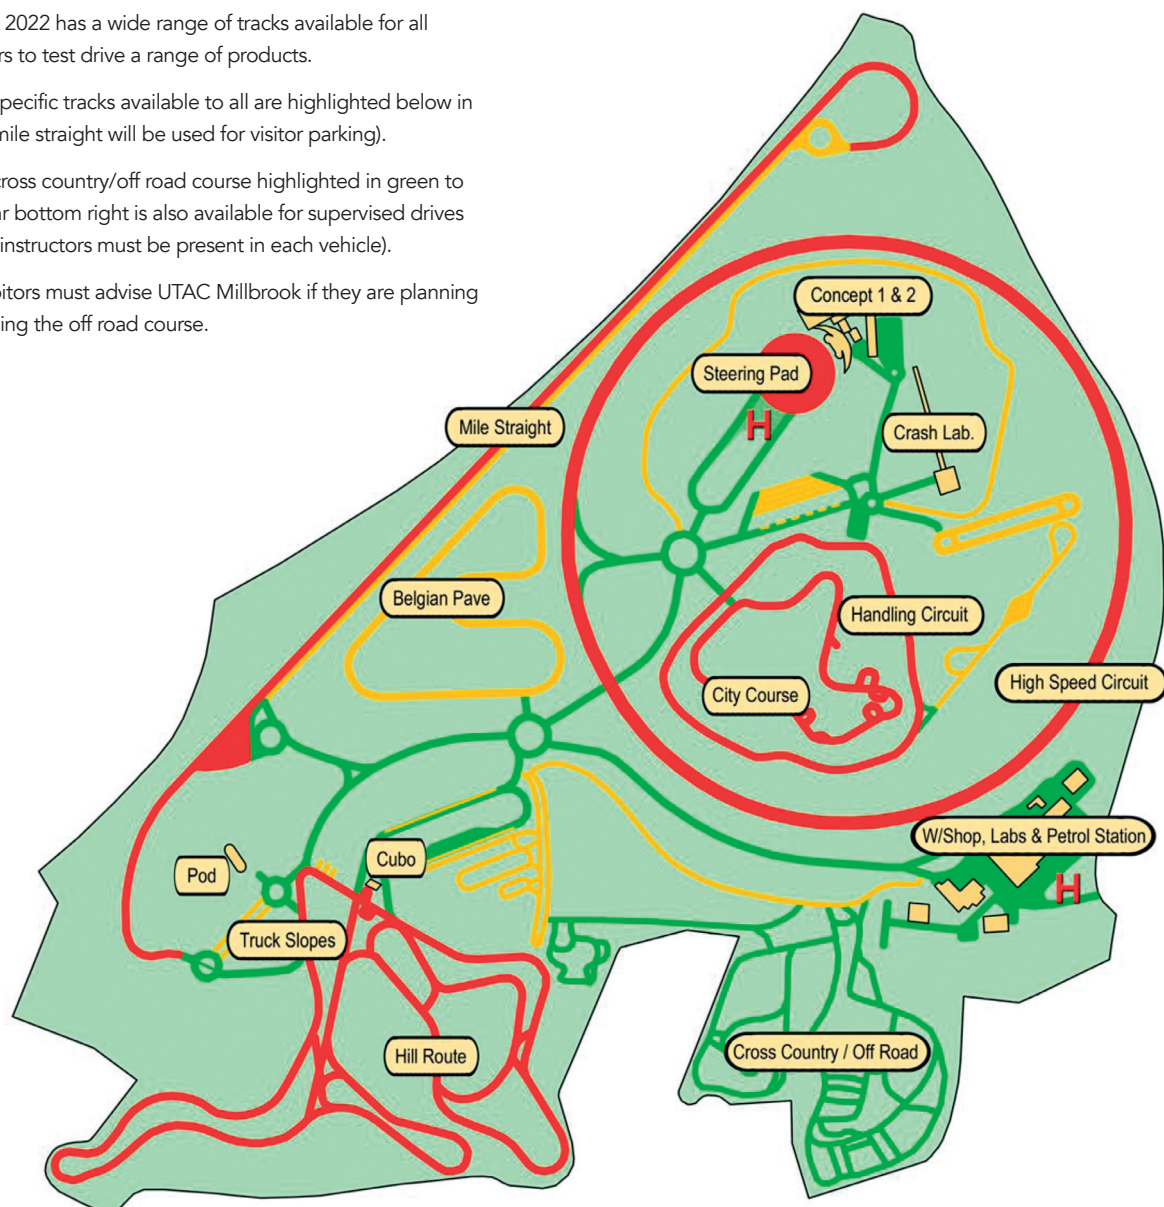 2022 has a wide range of tracks available for all
rs to test drive a range of products.
pecific tracks available to all are highlighted below in
mile straight will be used for visitor parking).
ross country/off road course highlighted in green to
ar bottom right is also available for supervised drives
instructors must be present in each vehicle).
bitors must advise UTAC Millbrook if they are planning
ing the off road course.
Concept 1 & 2
Steering Pad
H
Mile Straight
Crash Lab.
Belgian Pave
Handling Circuit
High Speed Circuit
City Course
W/Shop, Labs & Petrol Station
Cubo
Pod
H
Truck Slopes
Hill Route
Cross Country / Off Road